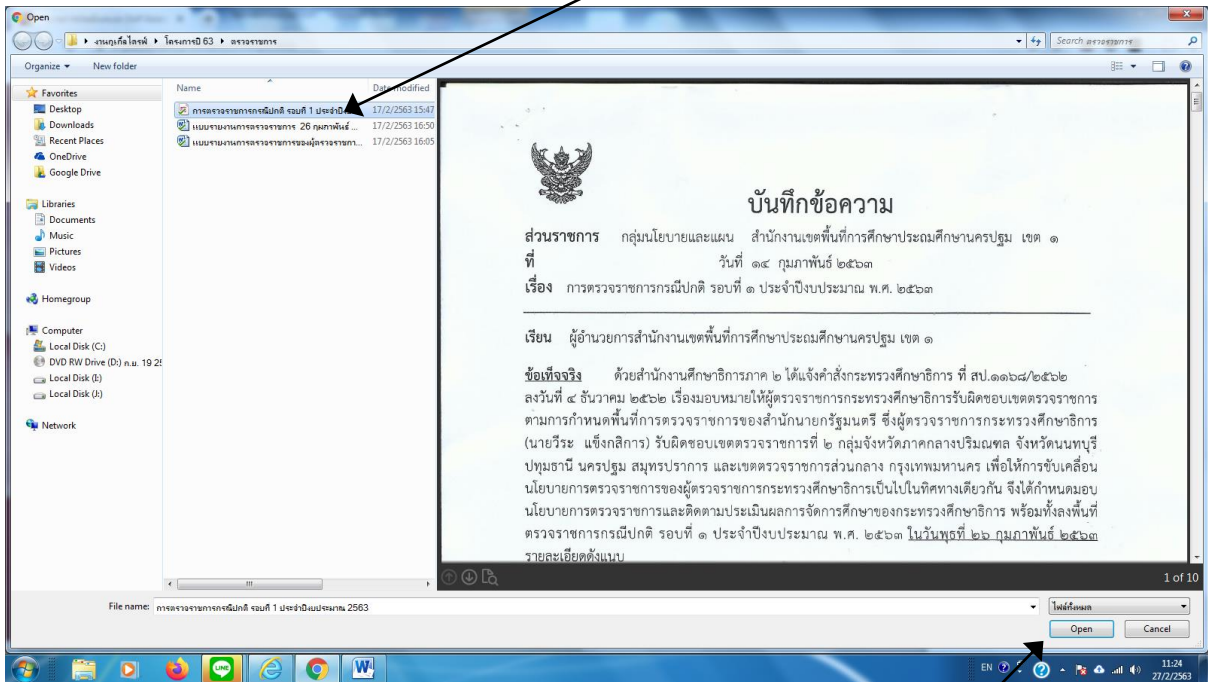 Open
งานกุเกิ้ลไดรฟ์ ▸ โครงการปี 63 ▸ ตรวจราชการ
Search ตรวจราชการ
Organize
New folder
Name
Date modified
Favorites
Desktop
Downloads
Recent Places
OneDrive
Google Drive
Libraries
Documents
Music
Pictures
Videos
Homegroup
Computer
Local Disk (C:)
DVD RW Drive (D:) ก.ย. 19 25
Local Disk (E:)
Local Disk (J:)
Network
การตรวจราชการกรณีปกติ รอบที่ 1 ประจำปี 17/2/2563 15:47
แบบรายงานการตรวจราชการ 26 กุมภาพันธ์ ... 17/2/2563 16:50
แบบรายงานการตรวจราชการของผู้ตรวจราชกา... 17/2/2563 16:05
บันทึกข้อความ
ส่วนราชการ กลุ่มนโยบายและแผน สำนักงานเขตพื้นที่การศึกษาประถมศึกษานครปฐม เขต ๑
ที่ วันที่ ๑๔ กุมภาพันธ์ ๒๕๖๓
เรื่อง การตรวจราชการกรณีปกติ รอบที่ ๑ ประจำปีงบประมาณ พ.ศ. ๒๕๖๓
เรียน ผู้อำนวยการสำนักงานเขตพื้นที่การศึกษาประถมศึกษานครปฐม เขต ๑
ข้อเท็จจริง ด้วยสำนักงานศึกษาธิการภาค ๒ ได้แจ้งคำสั่งกระทรวงศึกษาธิการ ที่ สป.๑๑๖๘/๒๕๖๒
ลงวันที่ ๔ ธันวาคม ๒๕๖๒ เรื่องมอบหมายให้ผู้ตรวจราชการกระทรวงศึกษาธิการรับผิดชอบเขตตรวจราชการ
ตามการกำหนดพื้นที่การตรวจราชการของสำนักนายกรัฐมนตรี ซึ่งผู้ตรวจราชการกระทรวงศึกษาธิการ
(นายวีระ แข็งกสิการ) รับผิดชอบเขตตรวจราชการที่ ๒ กลุ่มจังหวัดภาคกลางปริมณฑล จังหวัดนนทบุรี
ปทุมธานี นครปฐม สมุทรปราการ และเขตตรวจราชการส่วนกลาง กรุงเทพมหานคร เพื่อให้การขับเคลื่อน
นโยบายการตรวจราชการของผู้ตรวจราชการกระทรวงศึกษาธิการเป็นไปในทิศทางเดียวกัน จึงได้กำหนดมอบ
นโยบายการตรวจราชการและติดตามประเมินผลการจัดการศึกษาของกระทรวงศึกษาธิการ พร้อมทั้งลงพื้นที่
ตรวจราชการกรณีปกติ รอบที่ ๑ ประจำปีงบประมาณ พ.ศ. ๒๕๖๓ ในวันพุธที่ ๒๖ กุมภาพันธ์ ๒๕๖๓
รายละเอียดดังแนบ
1 of 10
File name: การตรวจราชการกรณีปกติ รอบที่ 1 ประจำปีงบประมาณ 2563
ไฟล์ทั้งหมด
Open
Cancel
LINE
EN
11:24
27/2/2563